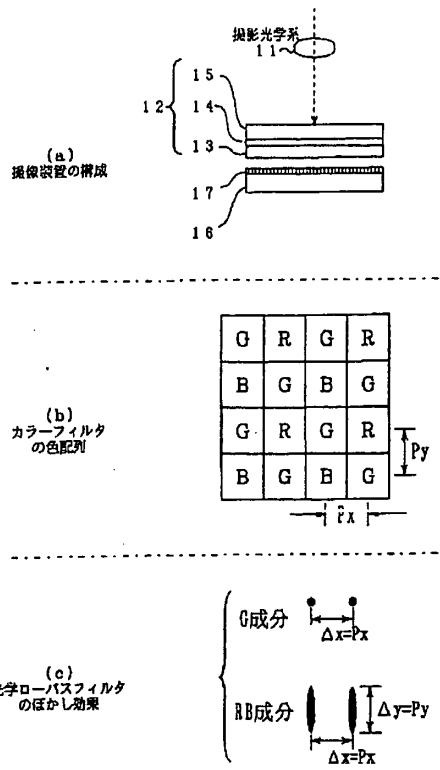 撮影光学系
11
15
12
14
13
17
16
(a)
撮像装置の構成
G R G R
B G B G
G R G R
B G B G
Py
Px
(b)
カラーフィルタ
の色配列
G成分
Δx=Px
RB成分
Δy=Py
Δx=Px
(c)
光学ローパスフィルタ
のぼかし効果